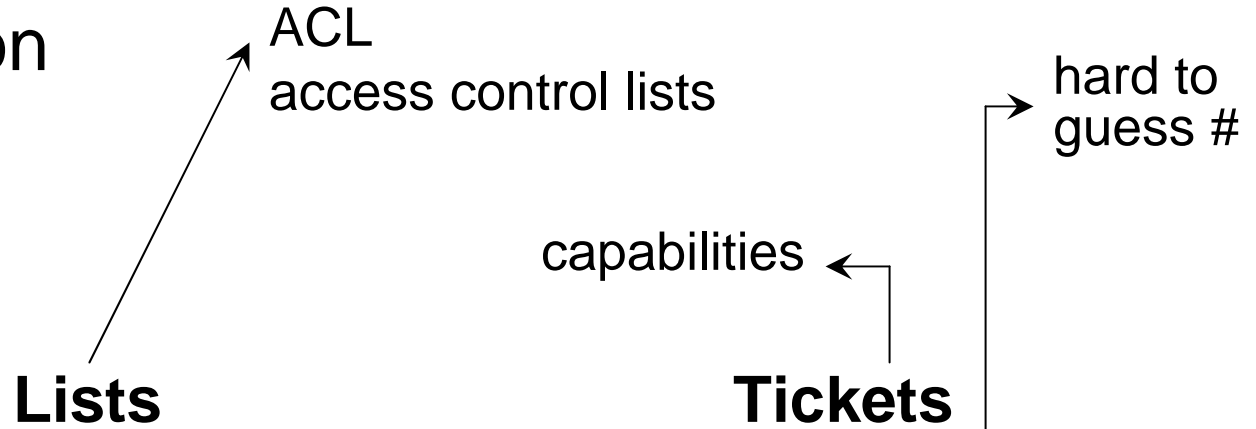 on
ACL
access control lists
hard to
guess #
capabilities
Lists
Tickets